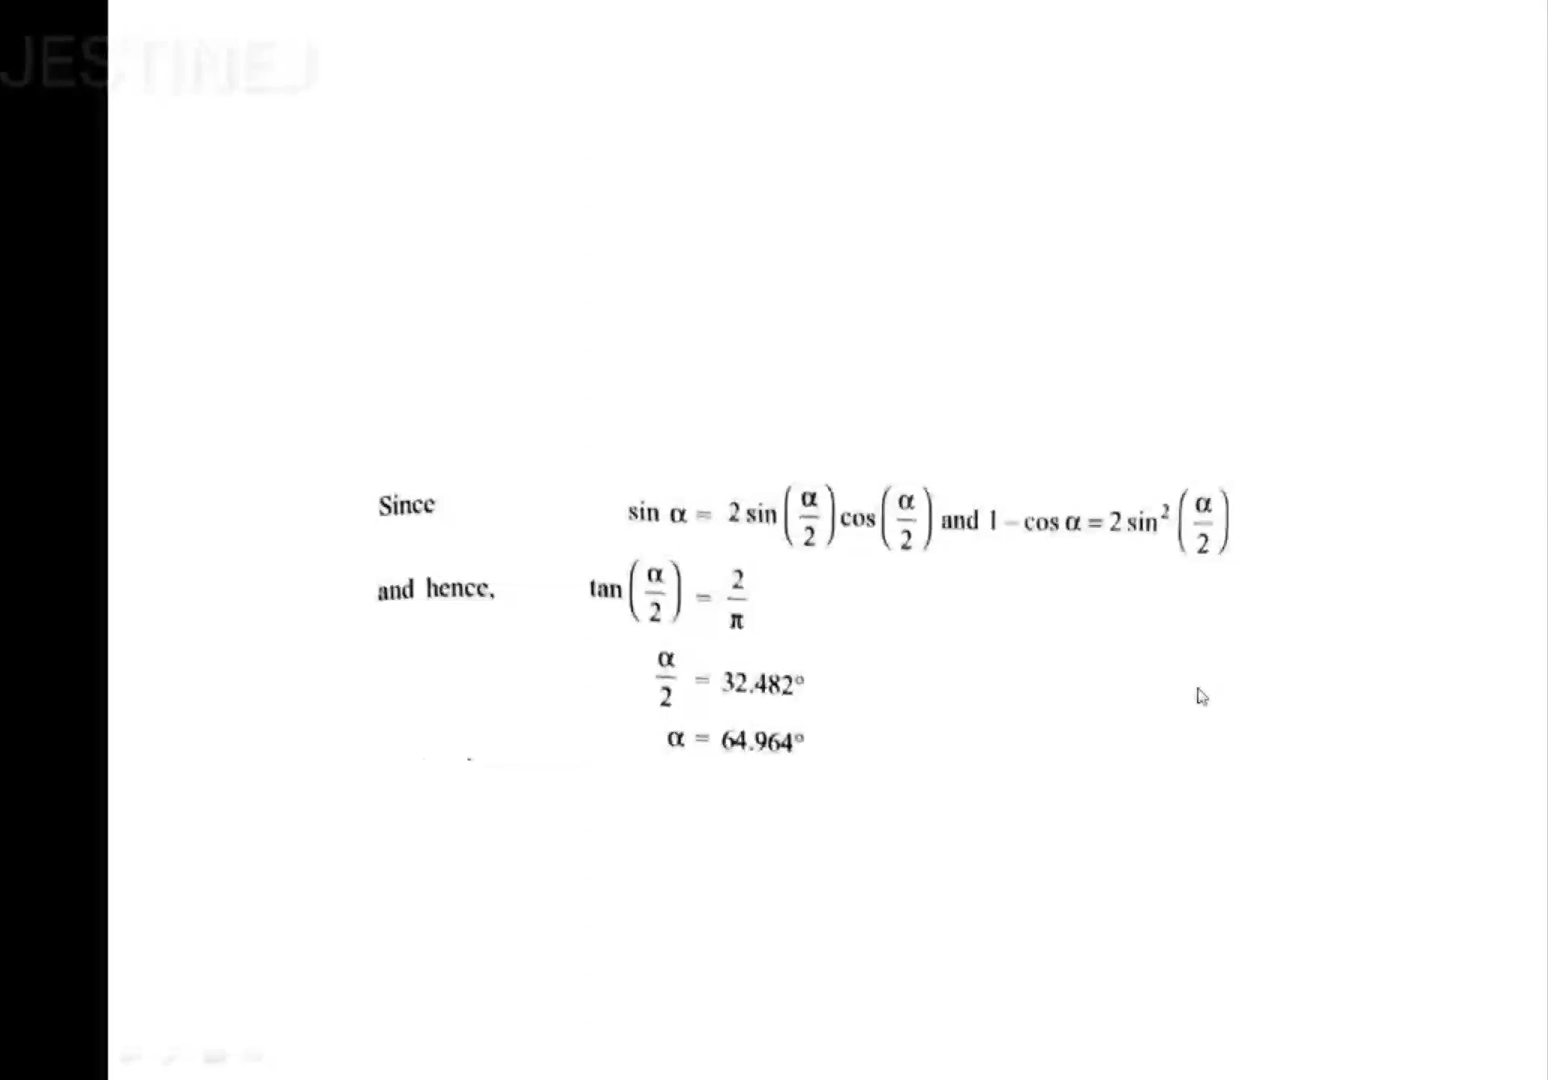 JESTINE J
Since sin α = 2 sin(α/2) cos(α/2) and 1 – cos α = 2 sin²(α/2)
and hence, tan(α/2) = 2/π
α/2 = 32.482°
α = 64.964°